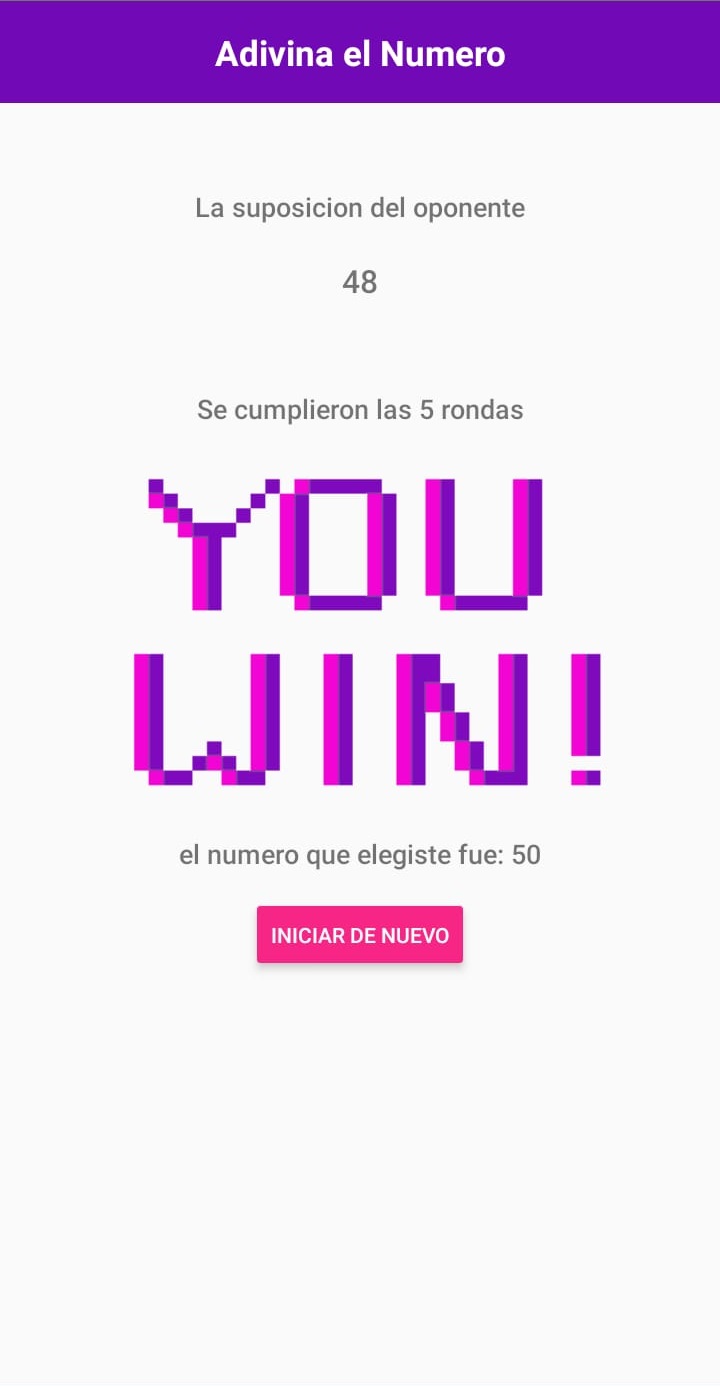 Adivina el Numero
La suposicion del oponente
48
Se cumplieron las 5 rondas
YOU
WIN!
el numero que elegiste fue: 50
INICIAR DE NUEVO